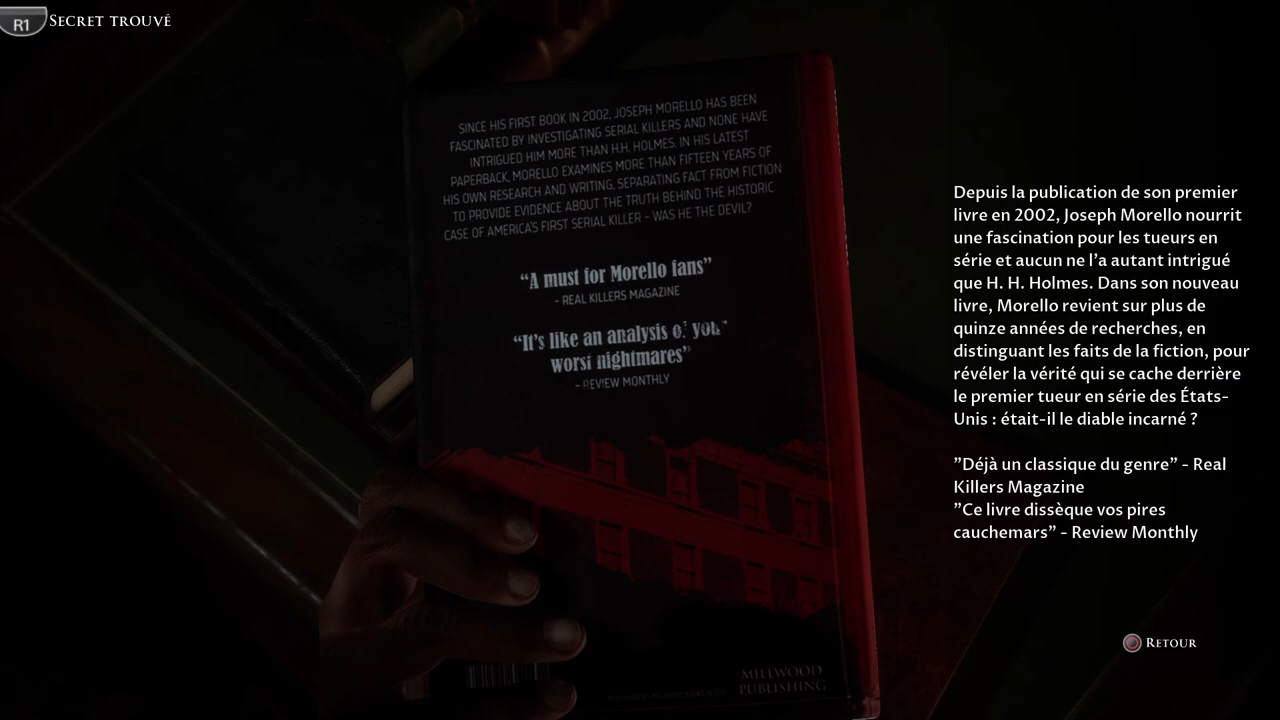 R1 SECRET TROUVÉ
SINCE HIS FIRST BOOK IN 2002, JOSEPH MORELLO HAS BEEN
FASCINATED BY INVESTIGATING SERIAL KILLERS AND NONE HAVE
INTRIGUED HIM MORE THAN H.H. HOLMES. IN HIS LATEST
PAPERBACK, MORELLO EXAMINES MORE THAN FIFTEEN YEARS OF
HIS OWN RESEARCH AND WRITING, SEPARATING FACT FROM FICTION
TO PROVIDE EVIDENCE ABOUT THE TRUTH BEHIND THE HISTORIC
CASE OF AMERICA'S FIRST SERIAL KILLER – WAS HE THE DEVIL?
“A must for Morello fans”
- REAL KILLERS MAGAZINE
“It's like an analysis of your
worst nightmares”
- REVIEW MONTHLY
MILLWOOD
PUBLISHING
Depuis la publication de son premier
livre en 2002, Joseph Morello nourrit
une fascination pour les tueurs en
série et aucun ne l'a autant intrigué
que H. H. Holmes. Dans son nouveau
livre, Morello revient sur plus de
quinze années de recherches, en
distinguant les faits de la fiction, pour
révéler la vérité qui se cache derrière
le premier tueur en série des États-
Unis : était-il le diable incarné ?
”Déjà un classique du genre” - Real
Killers Magazine
”Ce livre dissèque vos pires
cauchemars” - Review Monthly
RETOUR